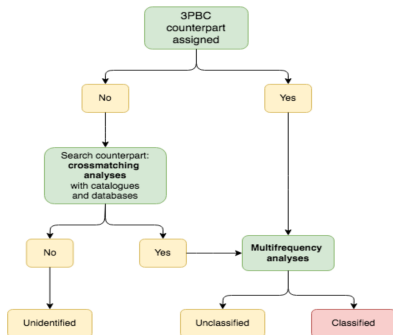 3PBC
counterpart
assigned
No
Yes
Search counterpart:
crossmatching
analyses
with catalogues
and databases
No
Yes
Multifrequency
analyses
Unidentified
Unclassified
Classified